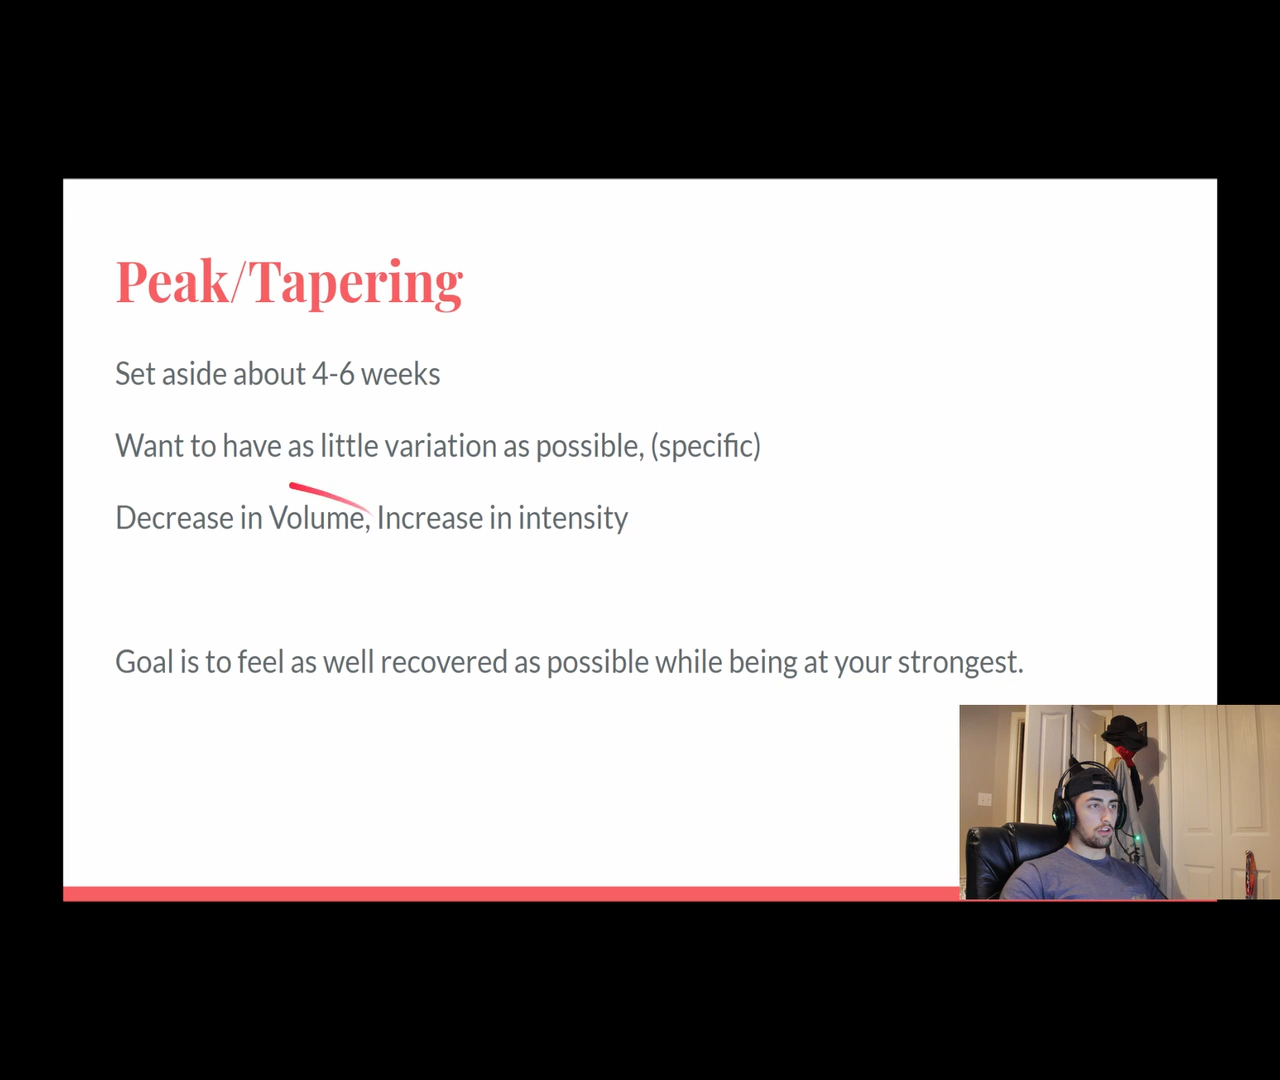 Peak/Tapering
Set aside about 4-6 weeks
Want to have as little variation as possible, (specific)
Decrease in Volume, Increase in intensity
Goal is to feel as well recovered as possible while being at your strongest.